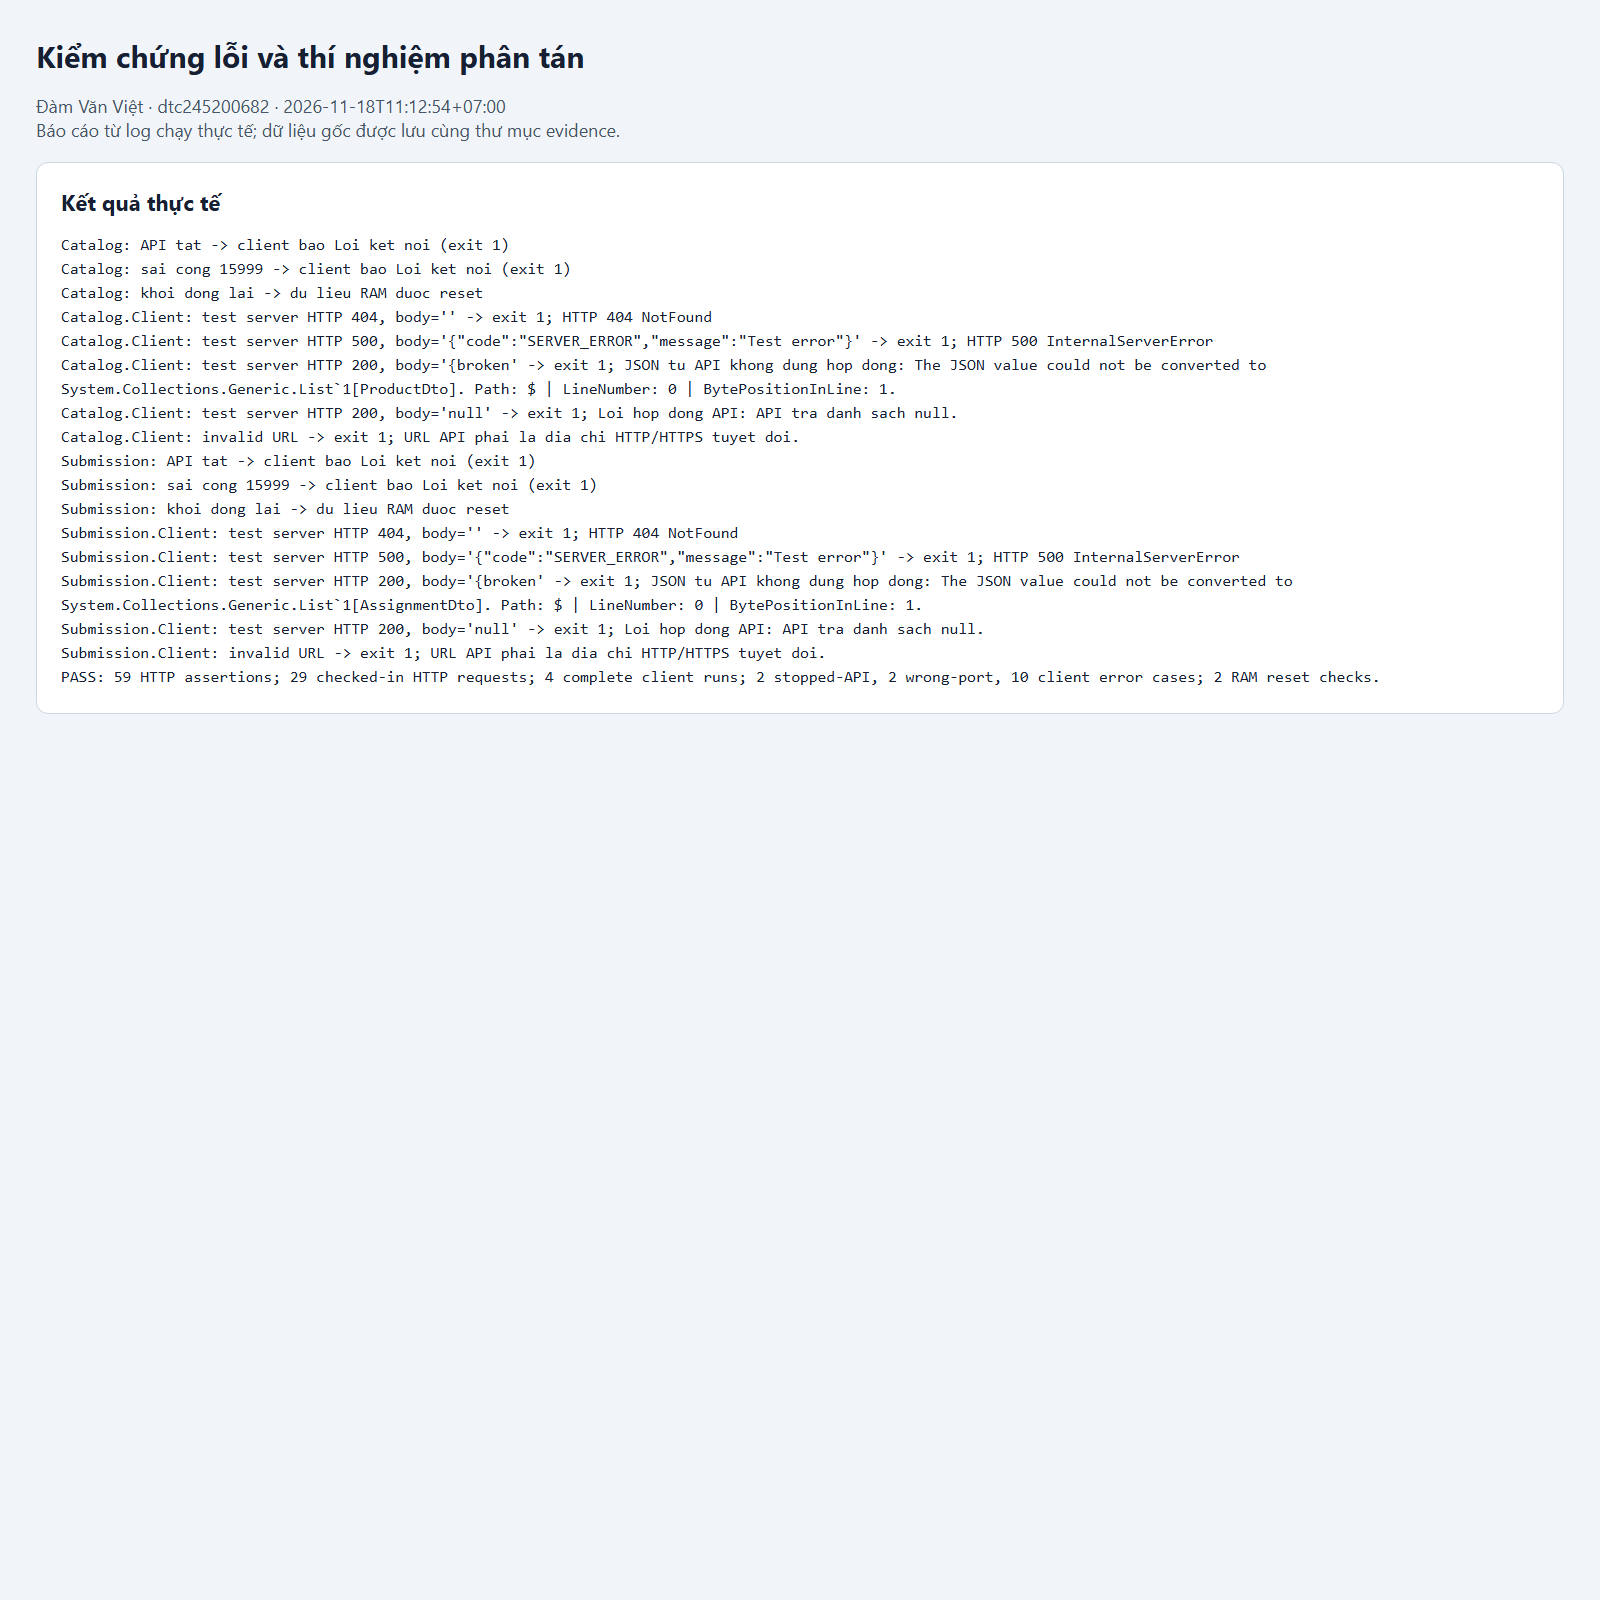 Kiểm chứng lỗi và thí nghiệm phân tán
Đàm Văn Việt · dtc245200682 · 2026-11-18T11:12:54+07:00
Báo cáo từ log chạy thực tế; dữ liệu gốc được lưu cùng thư mục evidence.
Kết quả thực tế
Catalog: API tat -> client bao Loi ket noi (exit 1)
Catalog: sai cong 15999 -> client bao Loi ket noi (exit 1)
Catalog: khoi dong lai -> du lieu RAM duoc reset
Catalog.Client: test server HTTP 404, body='' -> exit 1; HTTP 404 NotFound
Catalog.Client: test server HTTP 500, body='{"code":"SERVER_ERROR","message":"Test error"}' -> exit 1; HTTP 500 InternalServerError
Catalog.Client: test server HTTP 200, body='{broken' -> exit 1; JSON tu API khong dung hop dong: The JSON value could not be converted to
System.Collections.Generic.List`1[ProductDto]. Path: $ | LineNumber: 0 | BytePositionInLine: 1.
Catalog.Client: test server HTTP 200, body='null' -> exit 1; Loi hop dong API: API tra danh sach null.
Catalog.Client: invalid URL -> exit 1; URL API phai la dia chi HTTP/HTTPS tuyet doi.
Submission: API tat -> client bao Loi ket noi (exit 1)
Submission: sai cong 15999 -> client bao Loi ket noi (exit 1)
Submission: khoi dong lai -> du lieu RAM duoc reset
Submission.Client: test server HTTP 404, body='' -> exit 1; HTTP 404 NotFound
Submission.Client: test server HTTP 500, body='{"code":"SERVER_ERROR","message":"Test error"}' -> exit 1; HTTP 500 InternalServerError
Submission.Client: test server HTTP 200, body='{broken' -> exit 1; JSON tu API khong dung hop dong: The JSON value could not be converted to
System.Collections.Generic.List`1[AssignmentDto]. Path: $ | LineNumber: 0 | BytePositionInLine: 1.
Submission.Client: test server HTTP 200, body='null' -> exit 1; Loi hop dong API: API tra danh sach null.
Submission.Client: invalid URL -> exit 1; URL API phai la dia chi HTTP/HTTPS tuyet doi.
PASS: 59 HTTP assertions; 29 checked-in HTTP requests; 4 complete client runs; 2 stopped-API, 2 wrong-port, 10 client error cases; 2 RAM reset checks.